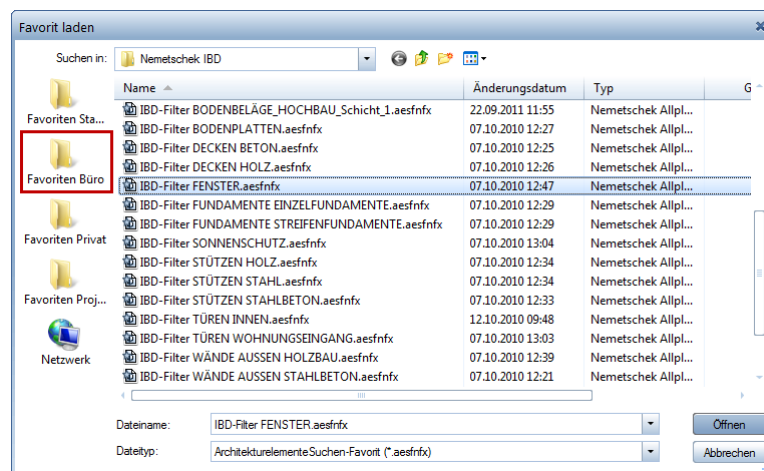 Favorit laden
Suchen in: Nemetschek IBD
Name Änderungsdatum Typ G
IBD-Filter BODENBELÄGE_HOCHBAU_Schicht_1.aesfnfx 22.09.2011 11:55 Nemetschek Allpl...
IBD-Filter BODENPLATTEN.aesfnfx 07.10.2010 12:27 Nemetschek Allpl...
IBD-Filter DECKEN BETON.aesfnfx 07.10.2010 12:25 Nemetschek Allpl...
IBD-Filter DECKEN HOLZ.aesfnfx 07.10.2010 12:26 Nemetschek Allpl...
IBD-Filter FENSTER.aesfnfx 07.10.2010 12:47 Nemetschek Allpl...
IBD-Filter FUNDAMENTE EINZELFUNDAMENTE.aesfnfx 07.10.2010 12:29 Nemetschek Allpl...
IBD-Filter FUNDAMENTE STREIFENFUNDAMENTE.aesfnfx 07.10.2010 12:29 Nemetschek Allpl...
IBD-Filter SONNENSCHUTZ.aesfnfx 07.10.2010 13:04 Nemetschek Allpl...
IBD-Filter STÜTZEN HOLZ.aesfnfx 07.10.2010 12:34 Nemetschek Allpl...
IBD-Filter STÜTZEN STAHL.aesfnfx 07.10.2010 12:34 Nemetschek Allpl...
IBD-Filter STÜTZEN STAHLBETON.aesfnfx 07.10.2010 12:33 Nemetschek Allpl...
IBD-Filter TÜREN INNEN.aesfnfx 12.10.2010 09:48 Nemetschek Allpl...
IBD-Filter TÜREN WOHNUNGSEINGANG.aesfnfx 07.10.2010 13:03 Nemetschek Allpl...
IBD-Filter WÄNDE AUSSEN HOLZBAU.aesfnfx 07.10.2010 12:39 Nemetschek Allpl...
IBD-Filter WÄNDE AUSSEN STAHLBETON.aesfnfx 07.10.2010 12:21 Nemetschek Allpl...
Favoriten Sta...
Favoriten Büro
Favoriten Privat
Favoriten Proj...
Netzwerk
Dateiname: IBD-Filter FENSTER.aesfnfx Öffnen
Dateityp: ArchitekturelementeSuchen-Favorit (*.aesfnfx) Abbrechen